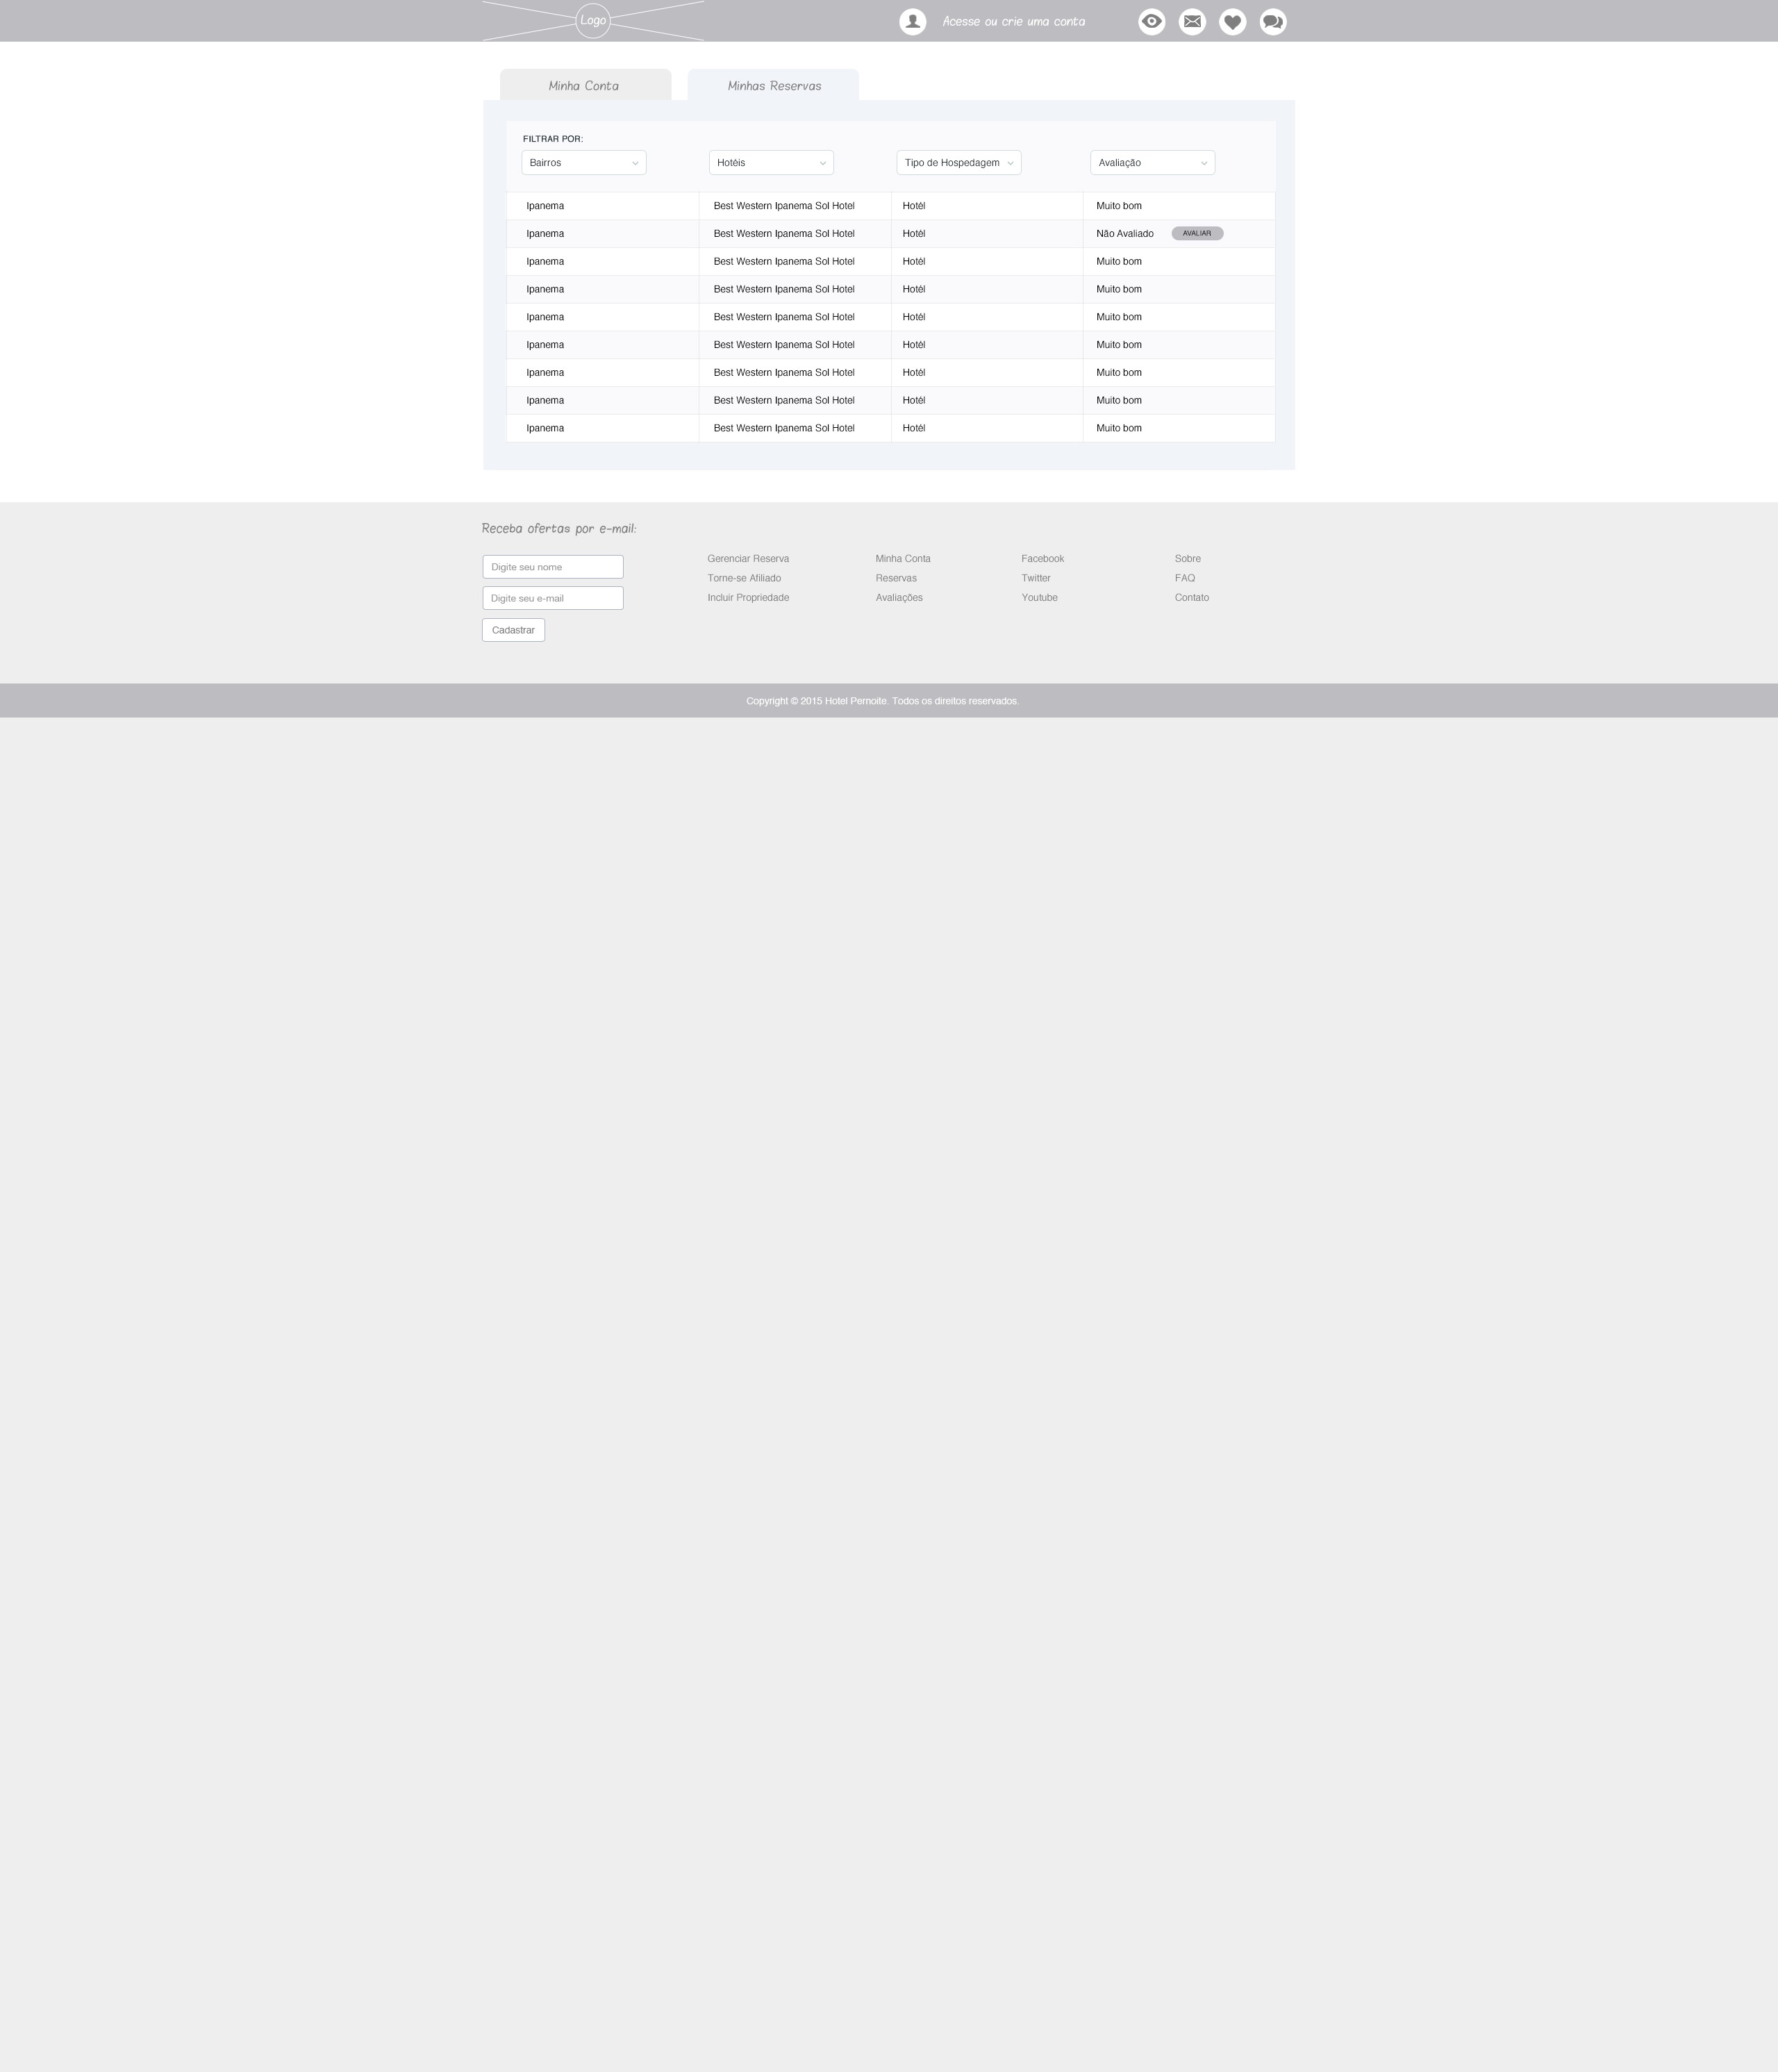 Logo
Acesse ou crie uma conta
Minha Conta
Minhas Reservas
FILTRAR POR:
Bairros
Hotéis
Tipo de Hospedagem
Avaliação
Ipanema Best Western Ipanema Sol Hotel Hotél Muito bom
Ipanema Best Western Ipanema Sol Hotel Hotél Não Avaliado AVALIAR
Ipanema Best Western Ipanema Sol Hotel Hotél Muito bom
Ipanema Best Western Ipanema Sol Hotel Hotél Muito bom
Ipanema Best Western Ipanema Sol Hotel Hotél Muito bom
Ipanema Best Western Ipanema Sol Hotel Hotél Muito bom
Ipanema Best Western Ipanema Sol Hotel Hotél Muito bom
Ipanema Best Western Ipanema Sol Hotel Hotél Muito bom
Ipanema Best Western Ipanema Sol Hotel Hotél Muito bom
Receba ofertas por e-mail:
Digite seu nome
Digite seu e-mail
Cadastrar
Gerenciar Reserva
Torne-se Afiliado
Incluir Propriedade
Minha Conta
Reservas
Avaliações
Facebook
Twitter
Youtube
Sobre
FAQ
Contato
Copyright © 2015 Hotel Pernoite. Todos os direitos reservados.